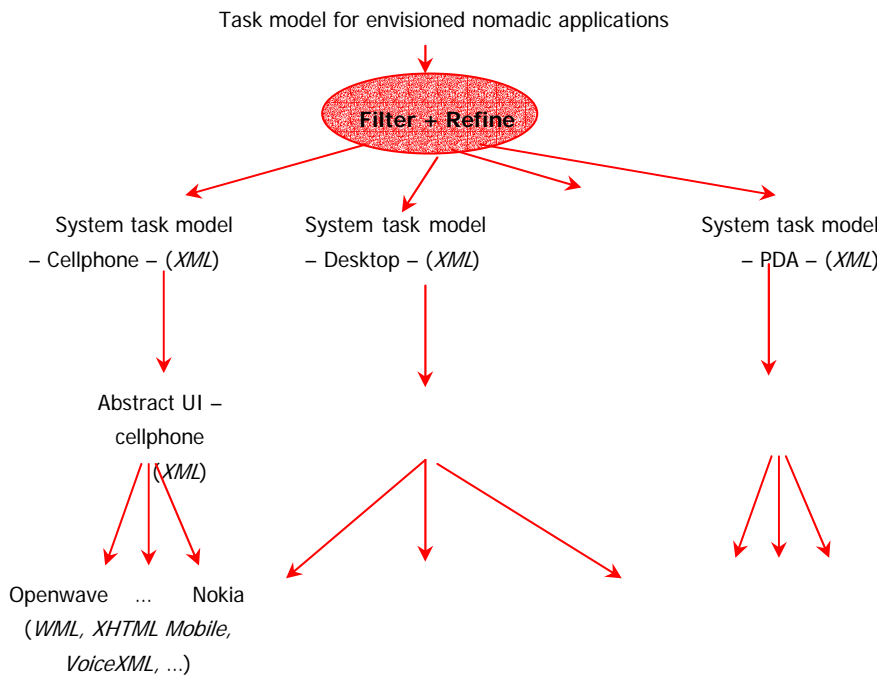 Task model for envisioned nomadic applications
Filter + Refine
System task model
– Cellphone – (XML)
System task model
– Desktop – (XML)
System task model
– PDA – (XML)
Abstract UI –
cellphone
(XML)
Openwave ... Nokia
(WML, XHTML Mobile,
VoiceXML, ...)